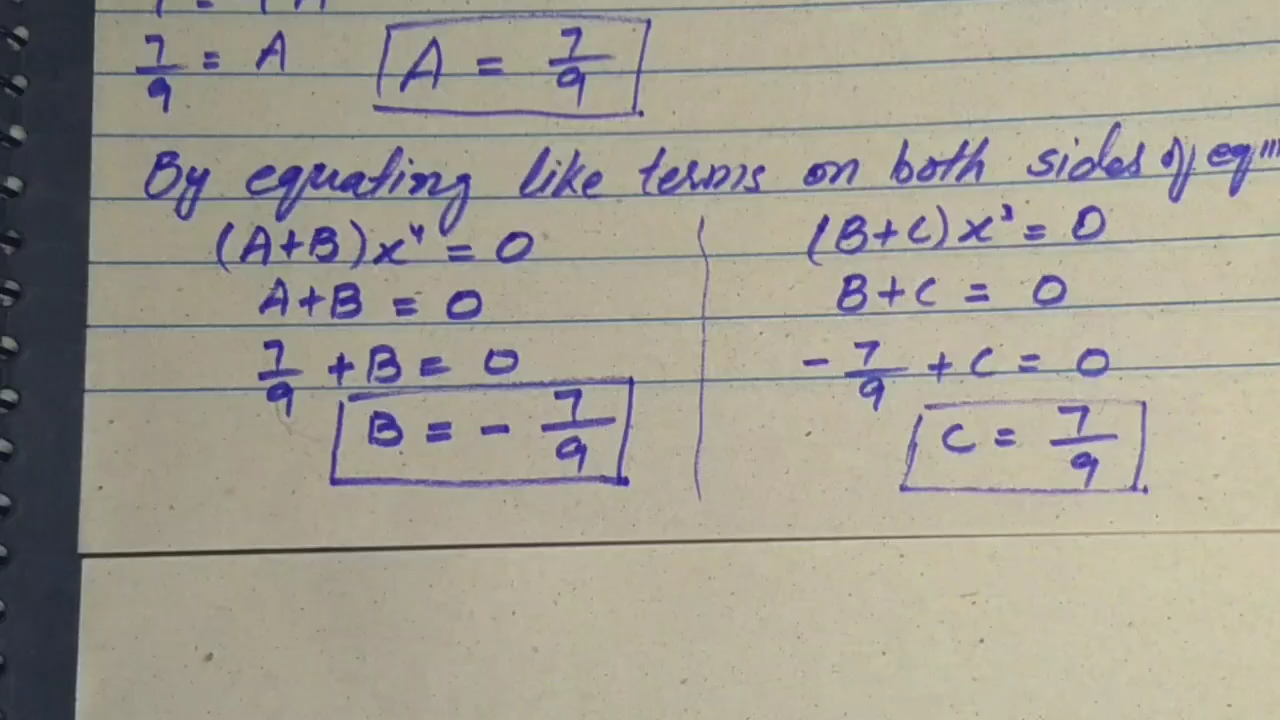 7/9 = A    A = 7/9
By equating like terms on both sides of eq'''
(A+B)x⁴ = 0    (B+C)x³ = 0
A+B = 0    B+C = 0
7/9 + B = 0    - 7/9 + C = 0
B = - 7/9    C = 7/9